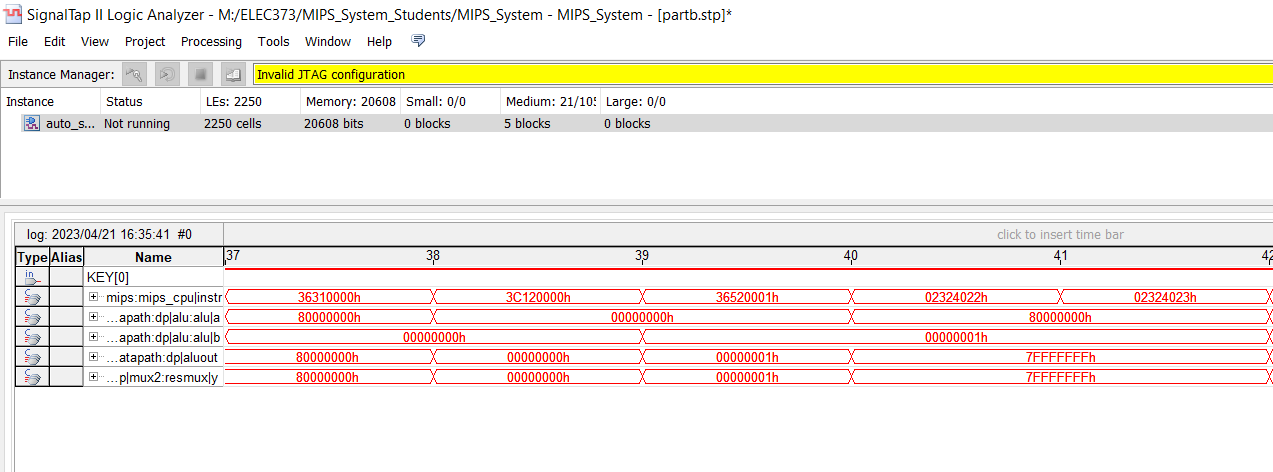 SignalTap II Logic Analyzer - M:/ELEC373/MIPS_System_Students/MIPS_System - MIPS_System - [partb.stp]*
File Edit View Project Processing Tools Window Help
Instance Manager: Invalid JTAG configuration
Instance Status LEs: 2250 Memory: 20608 Small: 0/0 Medium: 21/105 Large: 0/0
auto_s... Not running 2250 cells 20608 bits 0 blocks 5 blocks 0 blocks
log: 2023/04/21 16:35:41 #0 click to insert time bar
Type Alias Name 37 38 39 40 41 42
in KEY[0]
mips:mips_cpu|instr 36310000h 3C120000h 36520001h 02324022h 02324023h
...apath:dp|alu:alu|a 80000000h 00000000h 80000000h
...apath:dp|alu:alu|b 00000000h 00000001h
...atapath:dp|aluout 80000000h 00000000h 00000001h 7FFFFFFFh
...p|mux2:resmux|y 80000000h 00000000h 00000001h 7FFFFFFFh